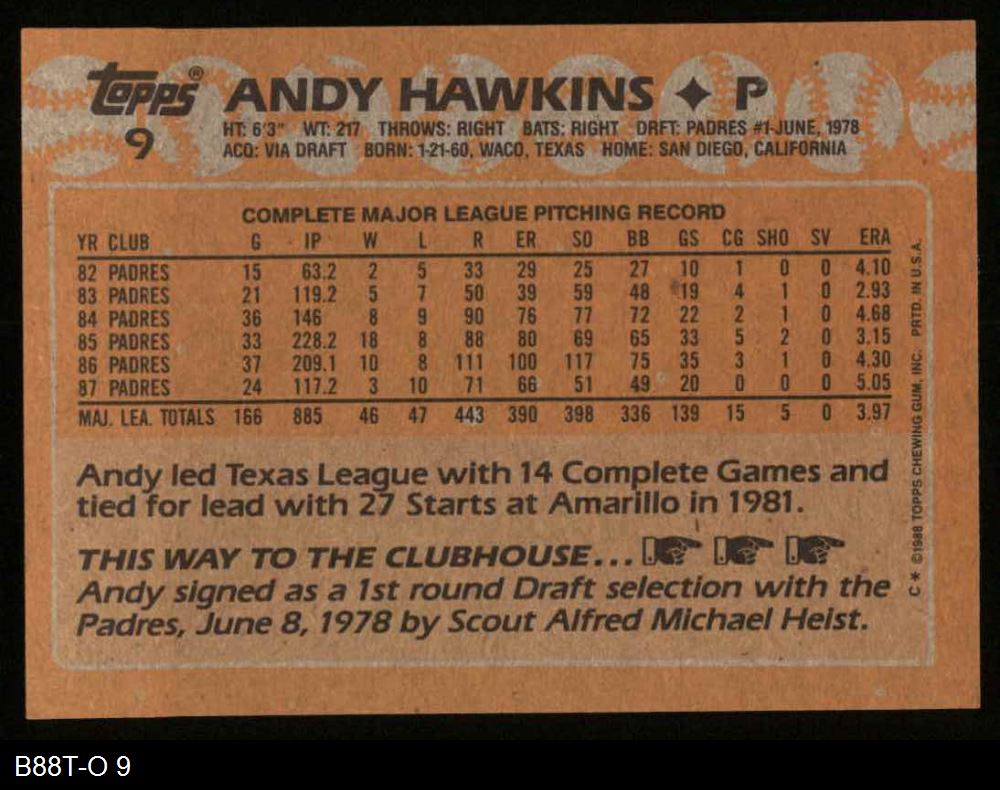 topps® ANDY HAWKINS ✦ P
9
HT: 6'3" WT: 217 THROWS: RIGHT BATS: RIGHT DRFT: PADRES #1-JUNE, 1978
ACQ: VIA DRAFT BORN: 1-21-60, WACO, TEXAS HOME: SAN DIEGO, CALIFORNIA
COMPLETE MAJOR LEAGUE PITCHING RECORD
YR CLUB G IP W L R ER SO BB GS CG SHO SV ERA
82 PADRES 15 63.2 2 5 33 29 25 27 10 1 0 0 4.10
83 PADRES 21 119.2 5 7 50 39 59 48 19 4 1 0 2.93
84 PADRES 36 146 8 9 90 76 77 72 22 2 1 0 4.68
85 PADRES 33 228.2 18 8 88 80 69 65 33 5 2 0 3.15
86 PADRES 37 209.1 10 8 111 100 117 75 35 3 1 0 4.30
87 PADRES 24 117.2 3 10 71 66 51 49 20 0 0 0 5.05
MAJ. LEA. TOTALS 166 885 46 47 443 390 398 336 139 15 5 0 3.97
Andy led Texas League with 14 Complete Games and
tied for lead with 27 Starts at Amarillo in 1981.
THIS WAY TO THE CLUBHOUSE...
Andy signed as a 1st round Draft selection with the
Padres, June 8, 1978 by Scout Alfred Michael Heist.
C* ©1988 TOPPS CHEWING GUM, INC. PRTD. IN U.S.A.
B88T-O 9